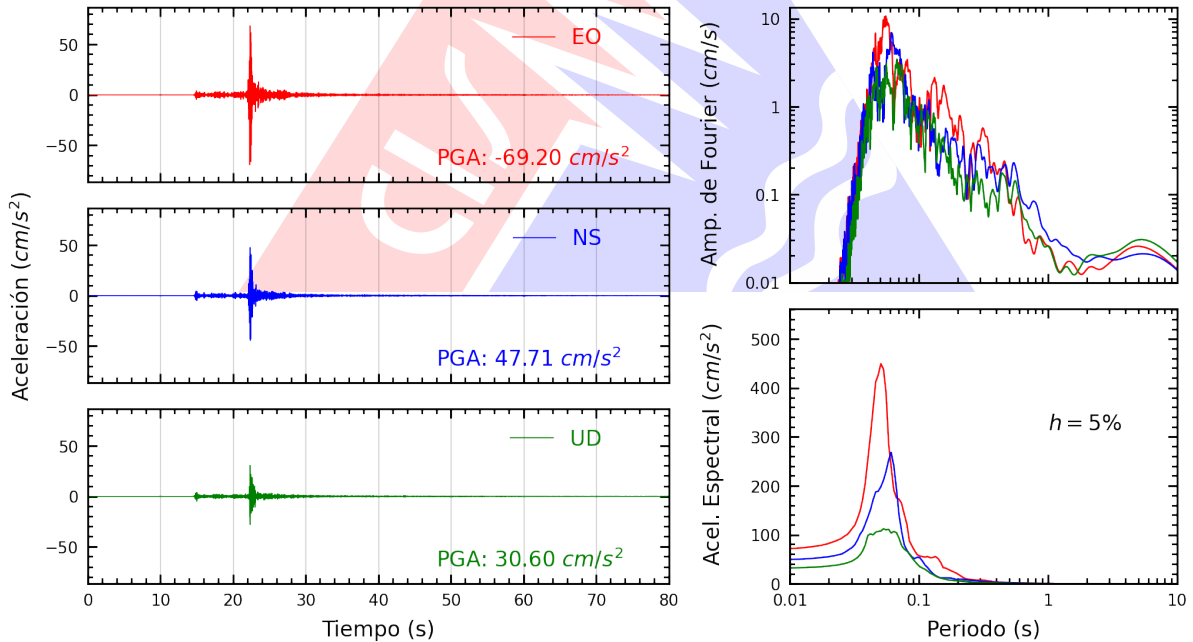 Aceleración (cm/s²)
50
0
−50
EO
PGA: -69.20 cm/s²
50
0
−50
NS
PGA: 47.71 cm/s²
50
0
−50
UD
PGA: 30.60 cm/s²
0 10 20 30 40 50 60 70 80
Tiempo (s)
Amp. de Fourier (cm/s)
10
1
0.1
0.01
Acel. Espectral (cm/s²)
500
400
300
200
100
0
h = 5%
0.01 0.1 1 10
Periodo (s)